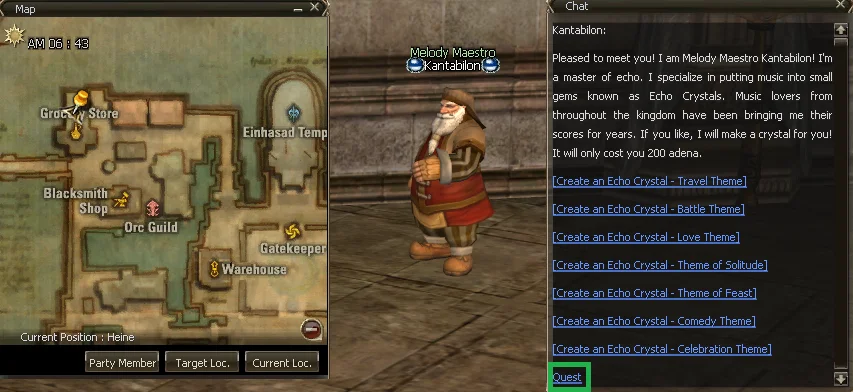 Map
AM 06 : 43
Grocery Store
Einhasad Temp
Blacksmith
Shop
Orc Guild
Gatekeeper
Warehouse
Current Position : Heine
Party Member
Target Loc.
Current Loc.
Melody Maestro
Kantabilon
Chat
Kantabilon:
Pleased to meet you! I am Melody Maestro Kantabilon! I'm
a master of echo. I specialize in putting music into small
gems known as Echo Crystals. Music lovers from
throughout the kingdom have been bringing me their
scores for years. If you like, I will make a crystal for you!
It will only cost you 200 adena.
[Create an Echo Crystal - Travel Theme]
[Create an Echo Crystal - Battle Theme]
[Create an Echo Crystal - Love Theme]
[Create an Echo Crystal - Theme of Solitude]
[Create an Echo Crystal - Theme of Feast]
[Create an Echo Crystal - Comedy Theme]
[Create an Echo Crystal - Celebration Theme]
Quest